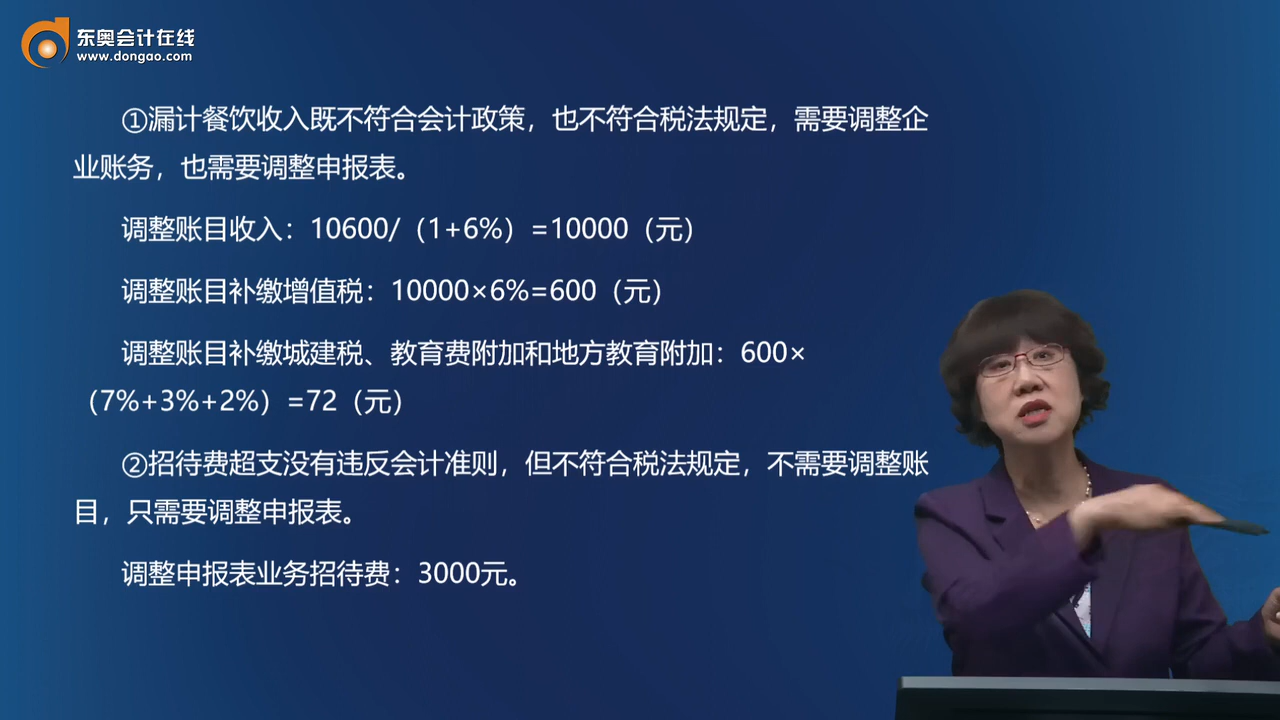 东奥会计在线
www.dongao.com
①漏计餐饮收入既不符合会计政策，也不符合税法规定，需要调整企
业账务，也需要调整申报表。
调整账目收入：10600/（1+6%）=10000（元）
调整账目补缴增值税：10000×6%=600（元）
调整账目补缴城建税、教育费附加和地方教育附加：600×
（7%+3%+2%）=72（元）
②招待费超支没有违反会计准则，但不符合税法规定，不需要调整账
目，只需要调整申报表。
调整申报表业务招待费：3000元。